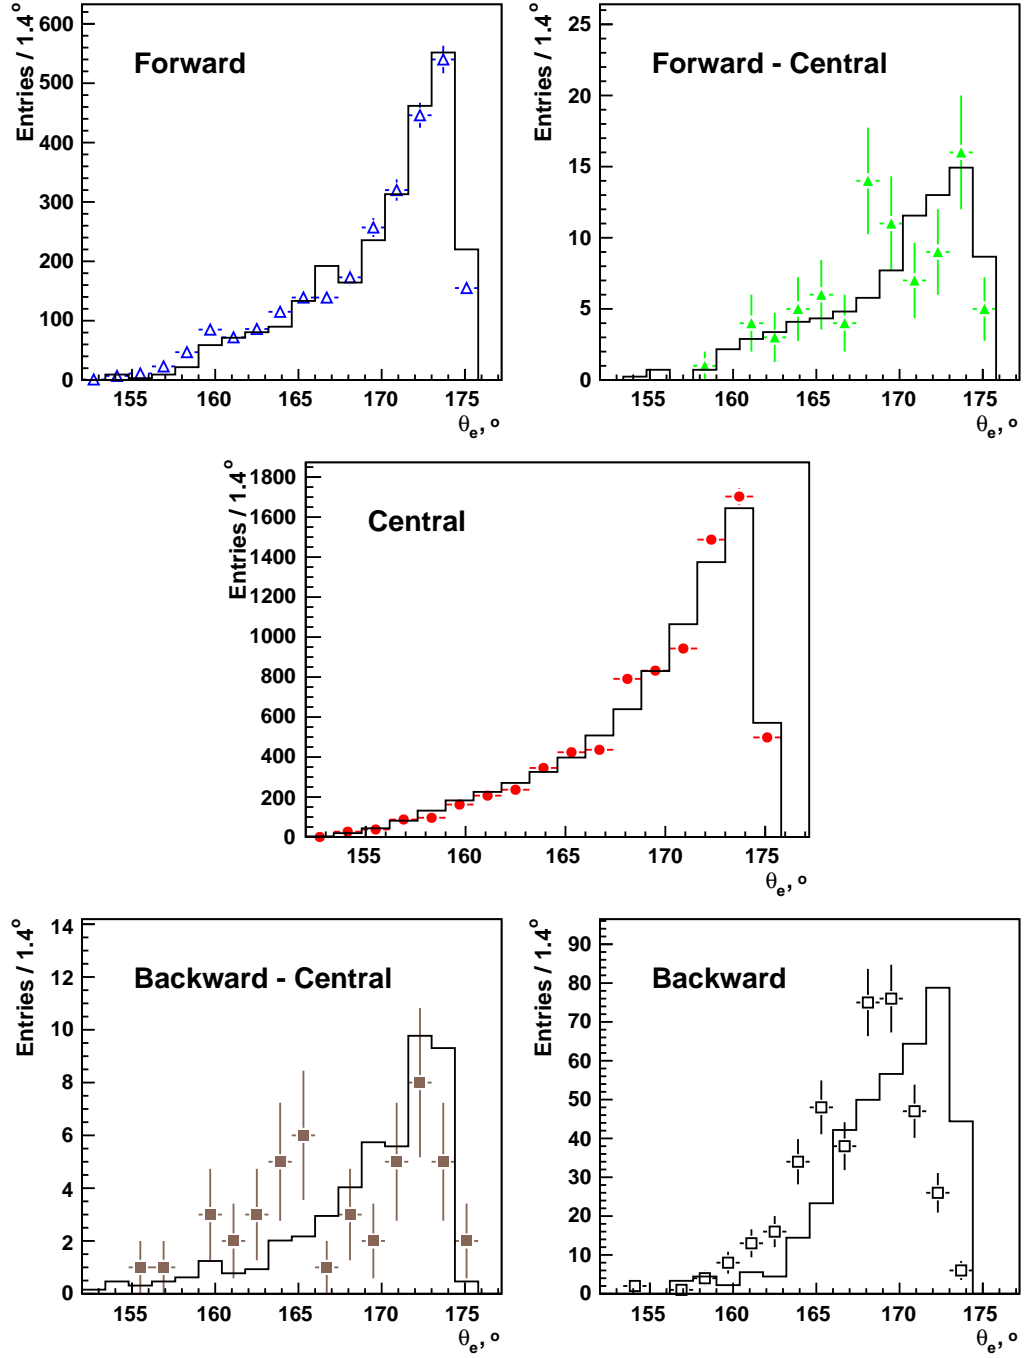 Entries / 1.4°
600
500
400
300
200
100
0
Forward
155 160 165 170 175
θe, °
Entries / 1.4°
25
20
15
10
5
0
Forward - Central
155 160 165 170 175
θe, °
Entries / 1.4°
1800
1600
1400
1200
1000
800
600
400
200
0
Central
155 160 165 170 175
θe, °
Entries / 1.4°
14
12
10
8
6
4
2
0
Backward - Central
155 160 165 170 175
θe, °
Entries / 1.4°
90
80
70
60
50
40
30
20
10
0
Backward
155 160 165 170 175
θe, °